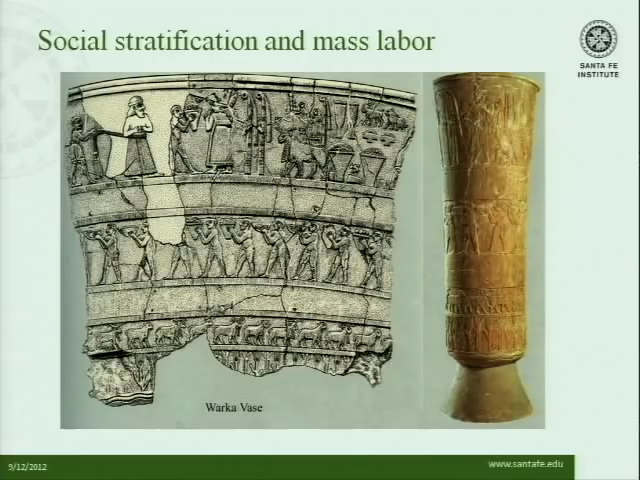 Social stratification and mass labor
SANTA FE
INSTITUTE
Warka Vase
9/12/2012
www.santafe.edu